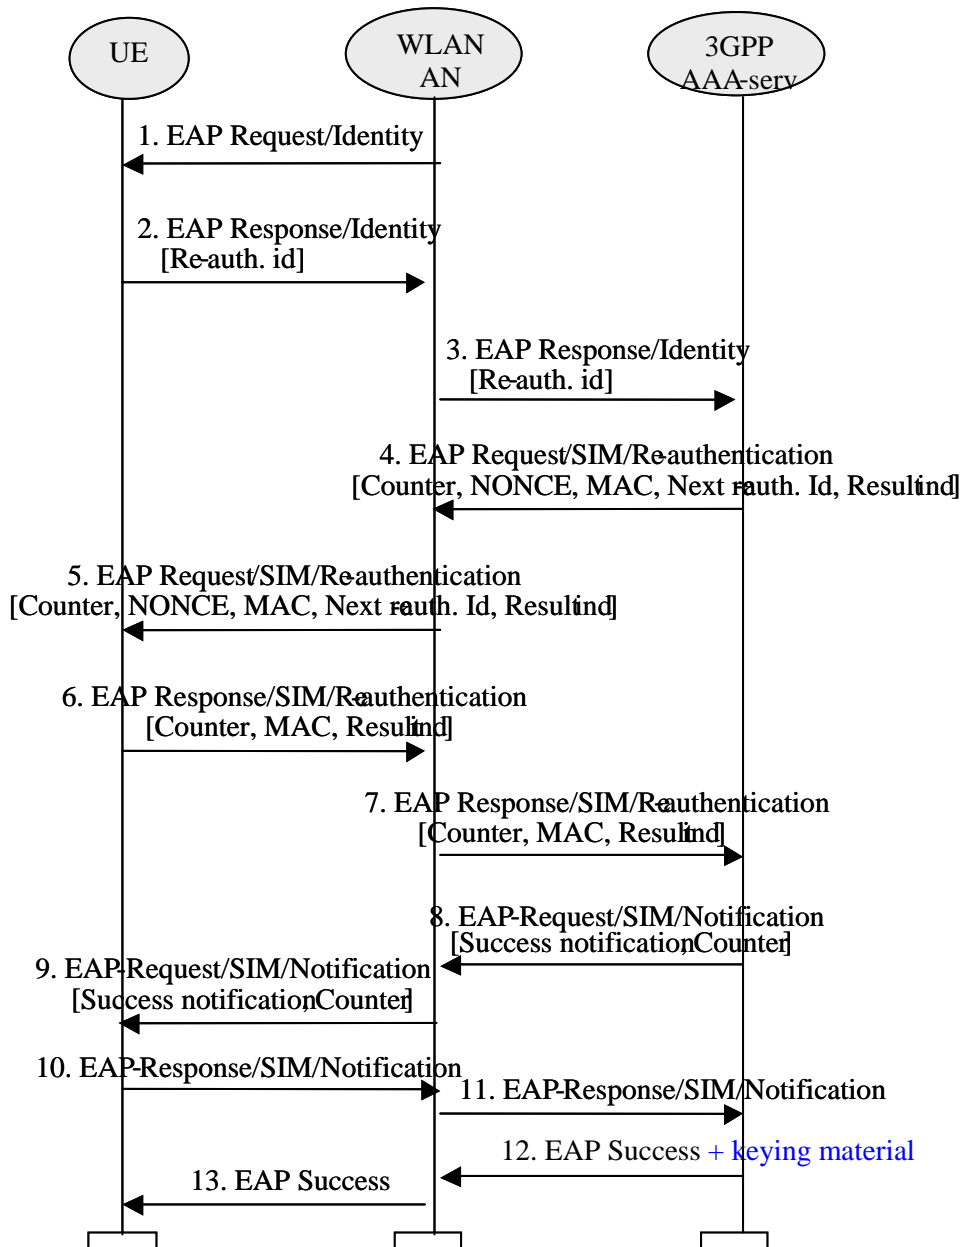 UE
WLAN
AN
3GPP
AAA-serv
1. EAP Request/Identity
2. EAP Response/Identity
[Re-auth. id]
3. EAP Response/Identity
[Re-auth. id]
4. EAP Request/SIM/Re-authentication
[Counter, NONCE, MAC, Next re-auth. Id, Result ind]
5. EAP Request/SIM/Re-authentication
[Counter, NONCE, MAC, Next re-auth. Id, Result ind]
6. EAP Response/SIM/Re-authentication
[Counter, MAC, Result ind]
7. EAP Response/SIM/Re-authentication
[Counter, MAC, Result ind]
8. EAP-Request/SIM/Notification
[Success notification,Counter]
9. EAP-Request/SIM/Notification
[Success notification,Counter]
10. EAP-Response/SIM/Notification
11. EAP-Response/SIM/Notification
12. EAP Success + keying material
13. EAP Success